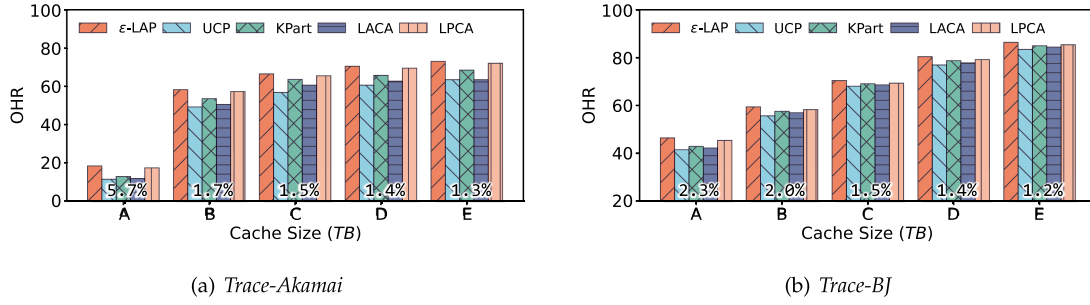 100
80
60
40
20
0
OHR
ε-LAP UCP KPart LACA LPCA
5.7% 1.7% 1.5% 1.4% 1.3%
A B C D E
Cache Size (TB)
(a) Trace-Akamai
100
80
60
40
20
OHR
ε-LAP UCP KPart LACA LPCA
2.3% 2.0% 1.5% 1.4% 1.2%
A B C D E
Cache Size (TB)
(b) Trace-BJ